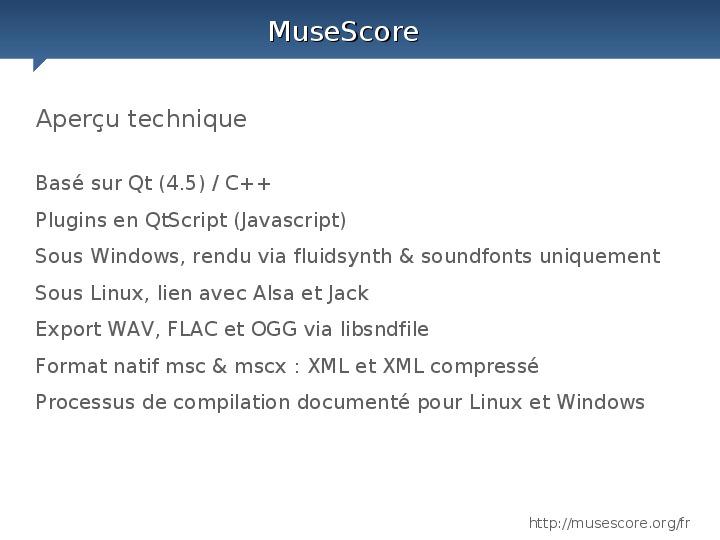 MuseScore
Aperçu technique
Basé sur Qt (4.5) / C++
Plugins en QtScript (Javascript)
Sous Windows, rendu via fluidsynth & soundfonts uniquement
Sous Linux, lien avec Alsa et Jack
Export WAV, FLAC et OGG via libsndfile
Format natif msc & mscx : XML et XML compressé
Processus de compilation documenté pour Linux et Windows
http://musescore.org/fr